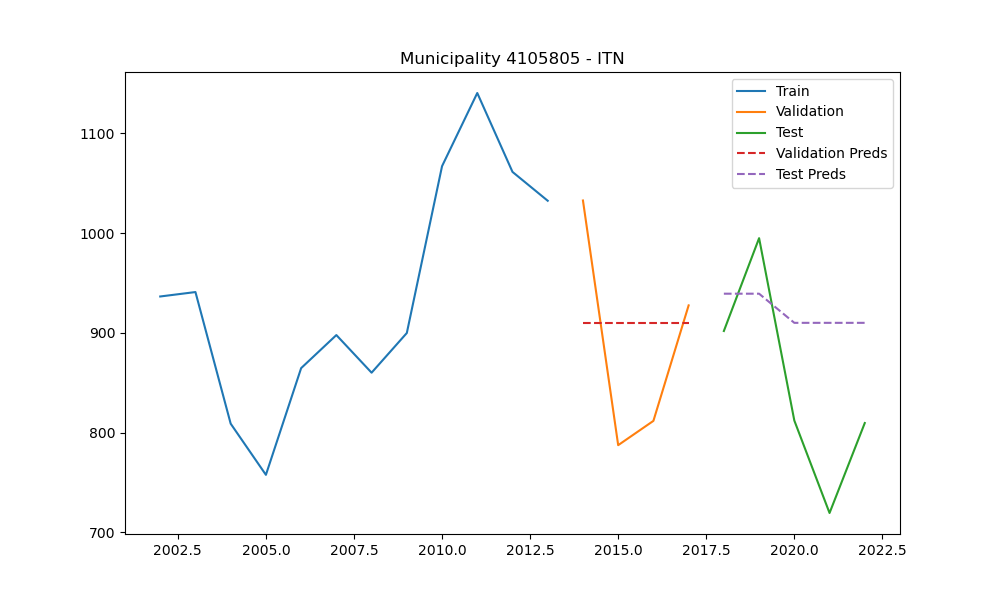 Municipality 4105805 - ITN
Train
Validation
Test
Validation Preds
Test Preds
1100
1000
900
800
700
2002.5 2005.0 2007.5 2010.0 2012.5 2015.0 2017.5 2020.0 2022.5